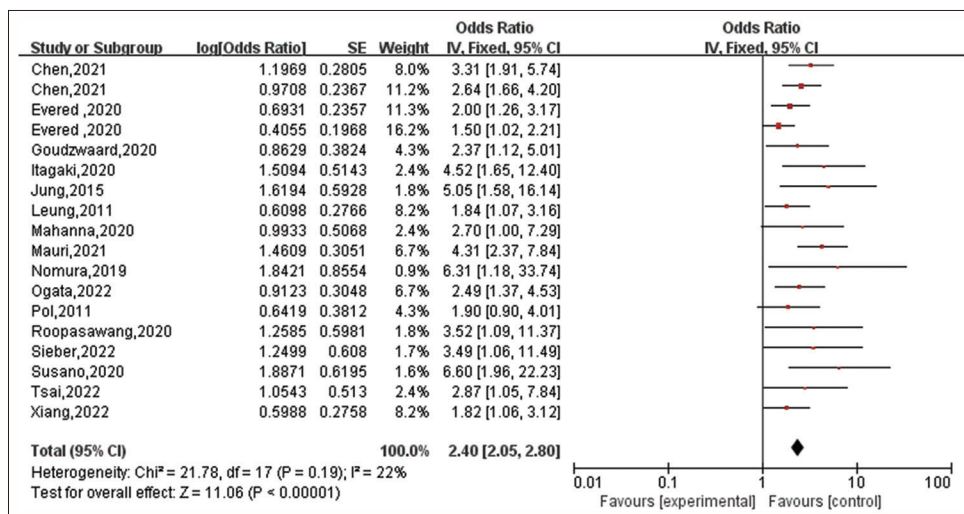 Odds Ratio Odds Ratio
Study or Subgroup log[Odds Ratio] SE Weight IV, Fixed, 95% CI IV, Fixed, 95% CI
Chen,2021 1.1969 0.2805 8.0% 3.31 [1.91, 5.74]
Chen,2021 0.9708 0.2367 11.2% 2.64 [1.66, 4.20]
Evered ,2020 0.6931 0.2357 11.3% 2.00 [1.26, 3.17]
Evered ,2020 0.4055 0.1968 16.2% 1.50 [1.02, 2.21]
Goudzwaard,2020 0.8629 0.3824 4.3% 2.37 [1.12, 5.01]
Itagaki,2020 1.5094 0.5143 2.4% 4.52 [1.65, 12.40]
Jung,2015 1.6194 0.5928 1.8% 5.05 [1.58, 16.14]
Leung,2011 0.6098 0.2766 8.2% 1.84 [1.07, 3.16]
Mahanna,2020 0.9933 0.5068 2.4% 2.70 [1.00, 7.29]
Mauri,2021 1.4609 0.3051 6.7% 4.31 [2.37, 7.84]
Nomura,2019 1.8421 0.8554 0.9% 6.31 [1.18, 33.74]
Ogata,2022 0.9123 0.3048 6.7% 2.49 [1.37, 4.53]
Pol,2011 0.6419 0.3812 4.3% 1.90 [0.90, 4.01]
Roopasawang,2020 1.2585 0.5981 1.8% 3.52 [1.09, 11.37]
Sieber,2022 1.2499 0.608 1.7% 3.49 [1.06, 11.49]
Susano,2020 1.8871 0.6195 1.6% 6.60 [1.96, 22.23]
Tsai,2022 1.0543 0.513 2.4% 2.87 [1.05, 7.84]
Xiang,2022 0.5988 0.2758 8.2% 1.82 [1.06, 3.12]
Total (95% CI) 100.0% 2.40 [2.05, 2.80]
Heterogeneity: Chi² = 21.78, df = 17 (P = 0.19); I² = 22%
Test for overall effect: Z = 11.06 (P < 0.00001)
0.01 0.1 1 10 100
Favours [experimental] Favours [control]